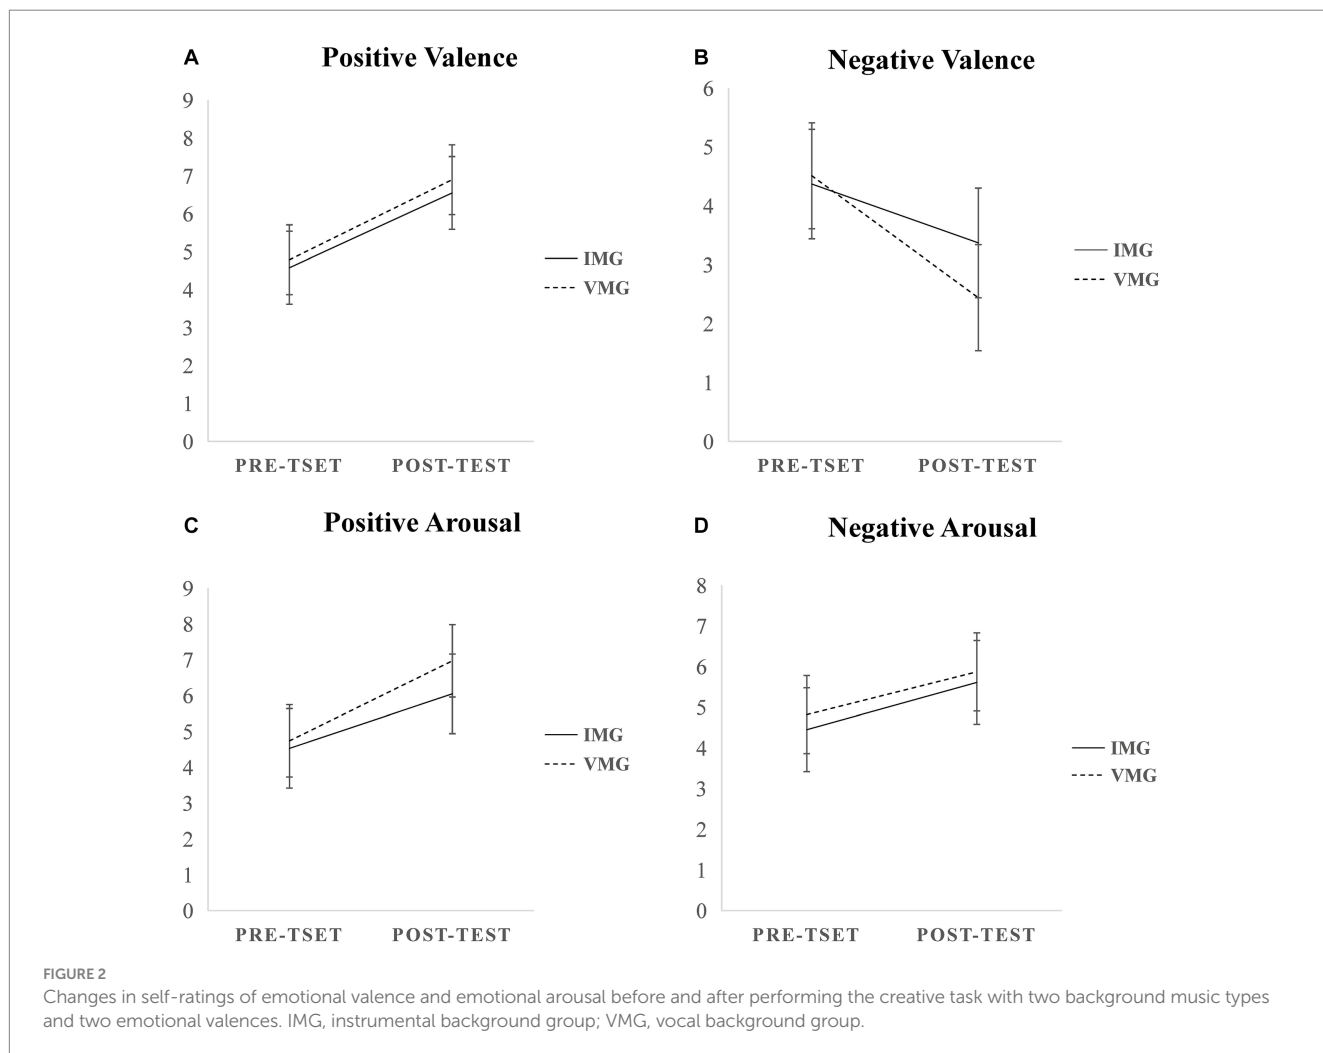 A
Positive Valence
9
8
7
6
5
4
3
2
1
0
PRE-TSET POST-TEST
IMG
VMG
B
Negative Valence
6
5
4
3
2
1
0
PRE-TSET POST-TEST
IMG
VMG
C
Positive Arousal
9
8
7
6
5
4
3
2
1
0
PRE-TSET POST-TEST
IMG
VMG
D
Negative Arousal
8
7
6
5
4
3
2
1
0
PRE-TSET POST-TEST
IMG
VMG
FIGURE 2
Changes in self-ratings of emotional valence and emotional arousal before and after performing the creative task with two background music types
and two emotional valences. IMG, instrumental background group; VMG, vocal background group.